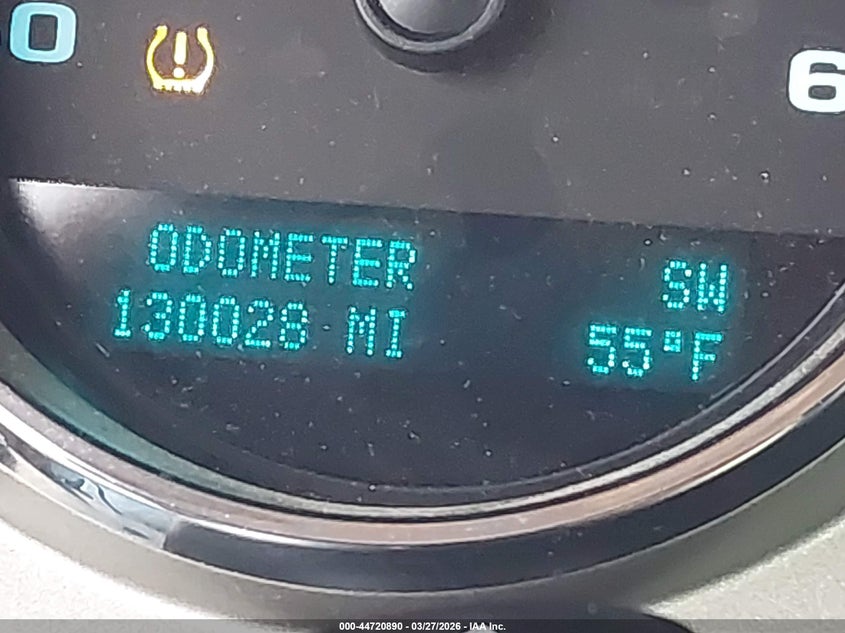 0
6
ODOMETER
SW
130028 MI
55°F
000-44720890 - 03/27/2026 - IAA Inc.